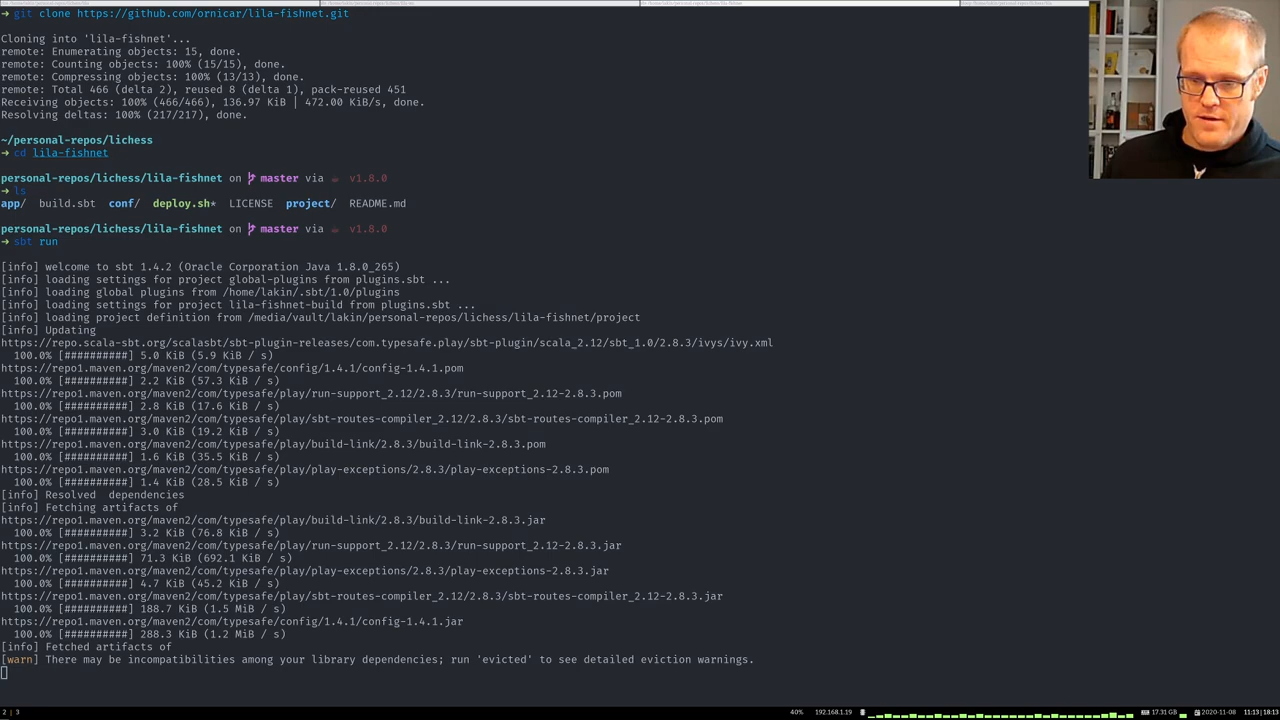 → git clone https://github.com/ornicar/lila-fishnet.git
Cloning into 'lila-fishnet'...
remote: Enumerating objects: 15, done.
remote: Counting objects: 100% (15/15), done.
remote: Compressing objects: 100% (13/13), done.
remote: Total 466 (delta 2), reused 8 (delta 1), pack-reused 451
Receiving objects: 100% (466/466), 136.97 KiB | 472.00 KiB/s, done.
Resolving deltas: 100% (217/217), done.
~/personal-repos/lichess
→ cd lila-fishnet
personal-repos/lichess/lila-fishnet on master via v1.8.0
→ ls
app/ build.sbt conf/ deploy.sh* LICENSE project/ README.md
personal-repos/lichess/lila-fishnet on master via v1.8.0
→ sbt run
[info] welcome to sbt 1.4.2 (Oracle Corporation Java 1.8.0_265)
[info] loading settings for project global-plugins from plugins.sbt ...
[info] loading global plugins from /home/lakin/.sbt/1.0/plugins
[info] loading settings for project lila-fishnet-build from plugins.sbt ...
[info] loading project definition from /media/vault/lakin/personal-repos/lichess/lila-fishnet/project
[info] Updating
https://repo.scala-sbt.org/scalasbt/sbt-plugin-releases/com.typesafe.play/sbt-plugin/scala_2.12/sbt_1.0/2.8.3/ivys/ivy.xml
100.0% [##########] 5.0 KiB (5.9 KiB / s)
https://repo1.maven.org/maven2/com/typesafe/config/1.4.1/config-1.4.1.pom
100.0% [##########] 2.2 KiB (57.3 KiB / s)
https://repo1.maven.org/maven2/com/typesafe/play/run-support_2.12/2.8.3/run-support_2.12-2.8.3.pom
100.0% [##########] 2.8 KiB (17.6 KiB / s)
https://repo1.maven.org/maven2/com/typesafe/play/sbt-routes-compiler_2.12/2.8.3/sbt-routes-compiler_2.12-2.8.3.pom
100.0% [##########] 3.0 KiB (19.2 KiB / s)
https://repo1.maven.org/maven2/com/typesafe/play/build-link/2.8.3/build-link-2.8.3.pom
100.0% [##########] 1.6 KiB (35.5 KiB / s)
https://repo1.maven.org/maven2/com/typesafe/play/play-exceptions/2.8.3/play-exceptions-2.8.3.pom
100.0% [##########] 1.4 KiB (28.5 KiB / s)
[info] Resolved dependencies
[info] Fetching artifacts of
https://repo1.maven.org/maven2/com/typesafe/play/build-link/2.8.3/build-link-2.8.3.jar
100.0% [##########] 3.2 KiB (76.8 KiB / s)
https://repo1.maven.org/maven2/com/typesafe/play/run-support_2.12/2.8.3/run-support_2.12-2.8.3.jar
100.0% [##########] 71.3 KiB (692.1 KiB / s)
https://repo1.maven.org/maven2/com/typesafe/play/play-exceptions/2.8.3/play-exceptions-2.8.3.jar
100.0% [##########] 4.7 KiB (45.2 KiB / s)
https://repo1.maven.org/maven2/com/typesafe/play/sbt-routes-compiler_2.12/2.8.3/sbt-routes-compiler_2.12-2.8.3.jar
100.0% [##########] 188.7 KiB (1.5 MiB / s)
https://repo1.maven.org/maven2/com/typesafe/config/1.4.1/config-1.4.1.jar
100.0% [##########] 288.3 KiB (1.2 MiB / s)
[info] Fetched artifacts of
[warn] There may be incompatibilities among your library dependencies; run 'evicted' to see detailed eviction warnings.
2 | 3 40% 192.168.1.19 17.31 GB 2020-11-08 11:13 18:13